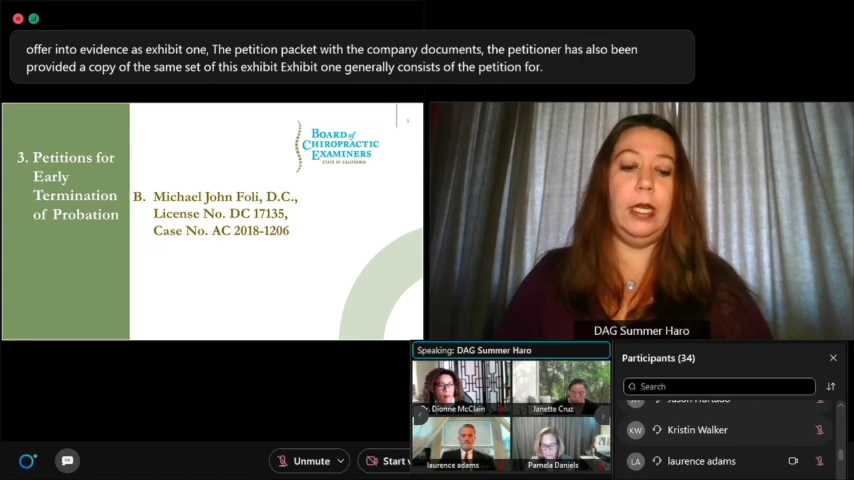 offer into evidence as exhibit one, The petition packet with the company documents, the petitioner has also been
provided a copy of the same set of this exhibit Exhibit one generally consists of the petition for.
3. Petitions for
Early
Termination
of Probation
BOARD of
CHIROPRACTIC
EXAMINERS
STATE OF CALIFORNIA
B. Michael John Foli, D.C.,
License No. DC 17135,
Case No. AC 2018-1206
DAG Summer Haro
Speaking: DAG Summer Haro
Dr. Dionne McClain
Janette Cruz
laurence adams
Pamela Daniels
Participants (34)
Search
KW Kristin Walker
LA laurence adams
Unmute
Start